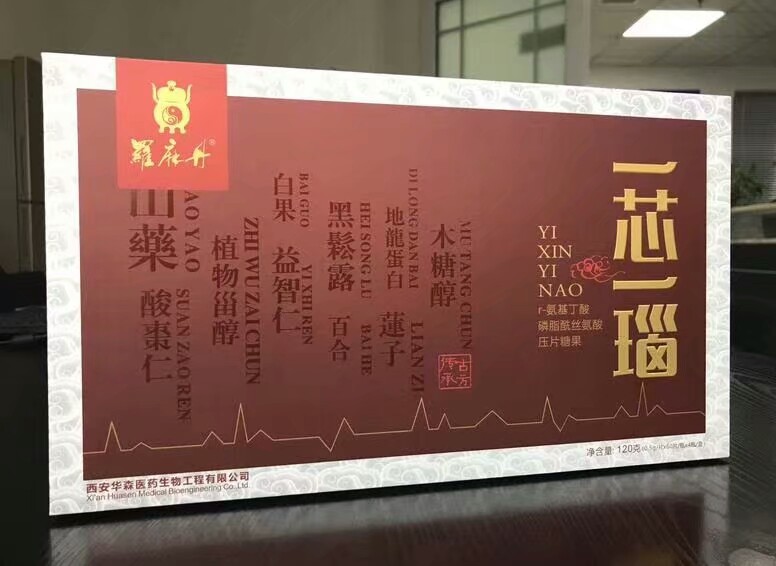 羅麻丹®
山藥
AO YAO
酸棗仁
SUAN ZAO REN
植物甾醇
ZHI WU ZAI CHUN
白果
BAI GUO
益智仁
YI XHI REN
黑鬆露
HEI SONG LU
百合
BAI HE
地龍蛋白
DI LONG DAN BAI
蓮子
LIAN ZI
木糖醇
MU TANG CHUN
古方
传承
YI
XIN
YI
NAO
r-氨基丁酸
磷脂酰丝氨酸
压片糖果
一芯一瑙
净含量: 120克
西安华森医药生物工程有限公司
Xi'an Huasen Medical Bioengineering Co.,Ltd.